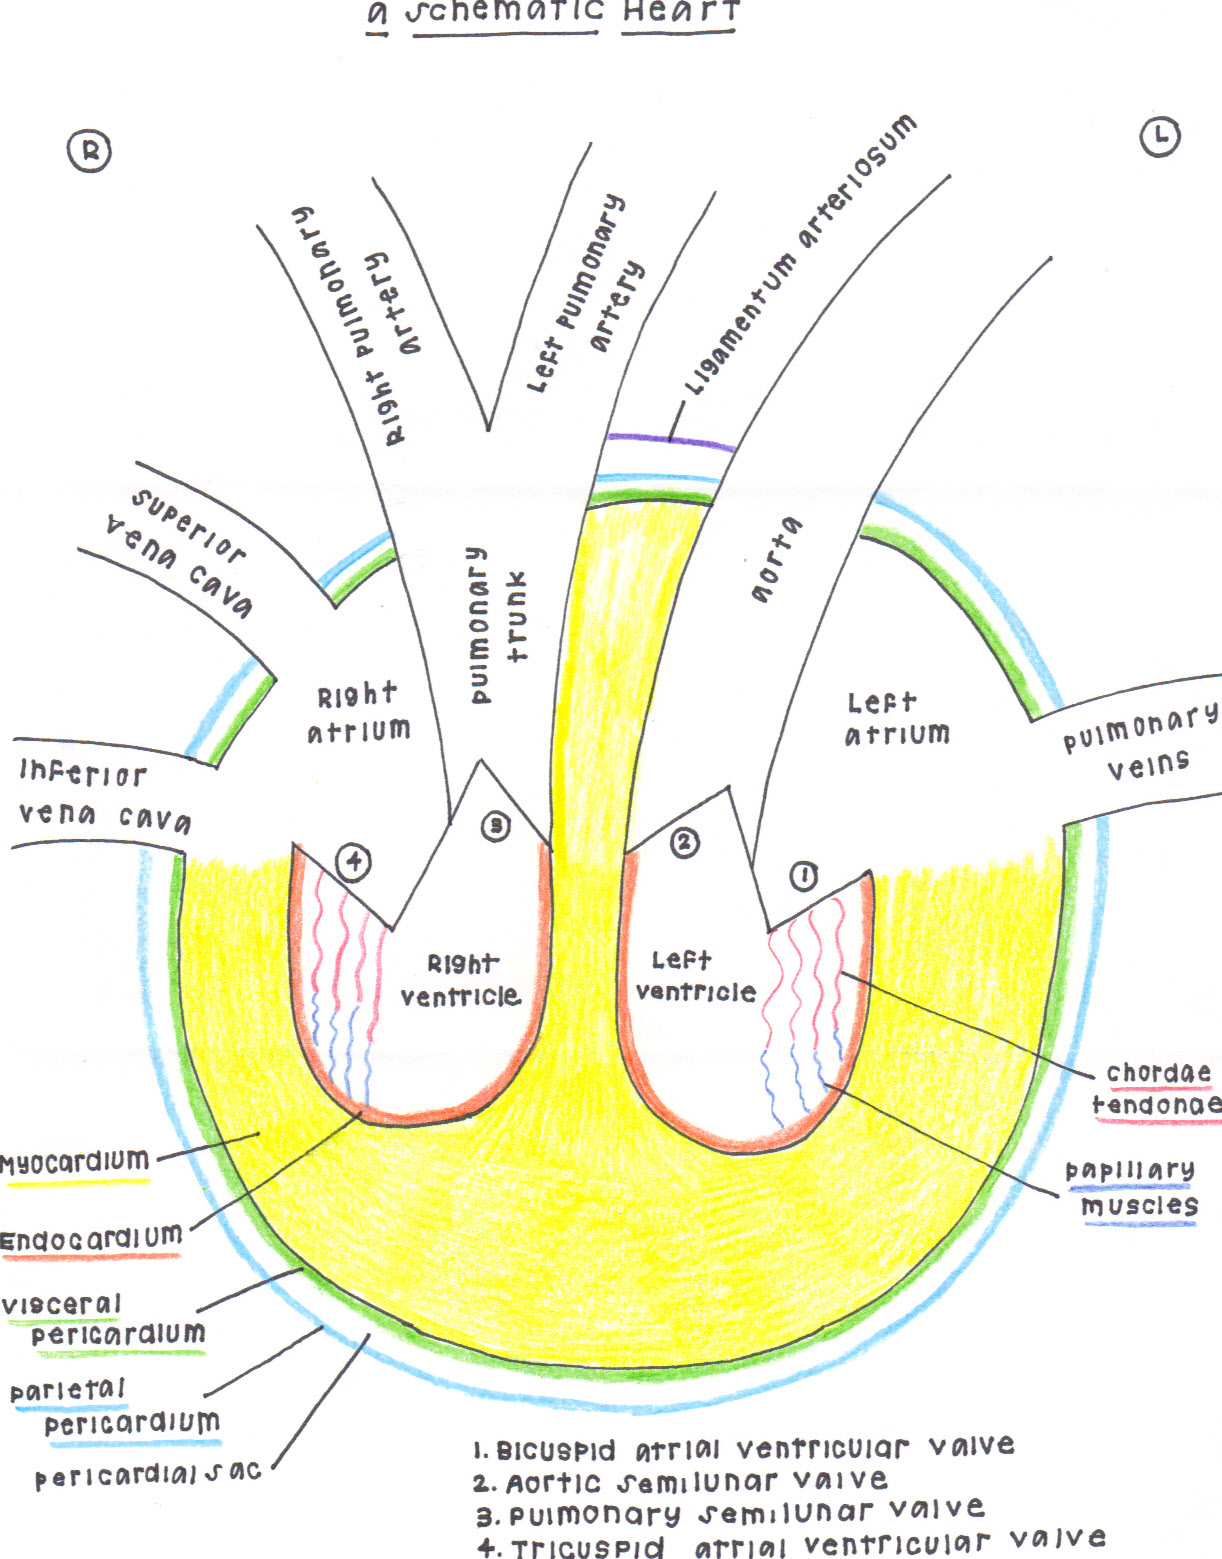 a schematic Heart
R
L
Right pulmonary
artery
Left pulmonary
artery
Ligamentum arteriosum
superior
vena cava
pulmonary
trunk
aorta
Right
atrium
Left
atrium
pulmonary
veins
Inferior
vena cava
4
3
2
1
Right
ventricle
Left
ventricle
chordae
tendonae
Myocardium
papillary
muscles
Endocardium
visceral
pericardium
parietal
pericardium
pericardial sac
1. Bicuspid atrial ventricular valve
2. Aortic semilunar valve
3. Pulmonary semilunar valve
4. Tricuspid atrial ventricular valve